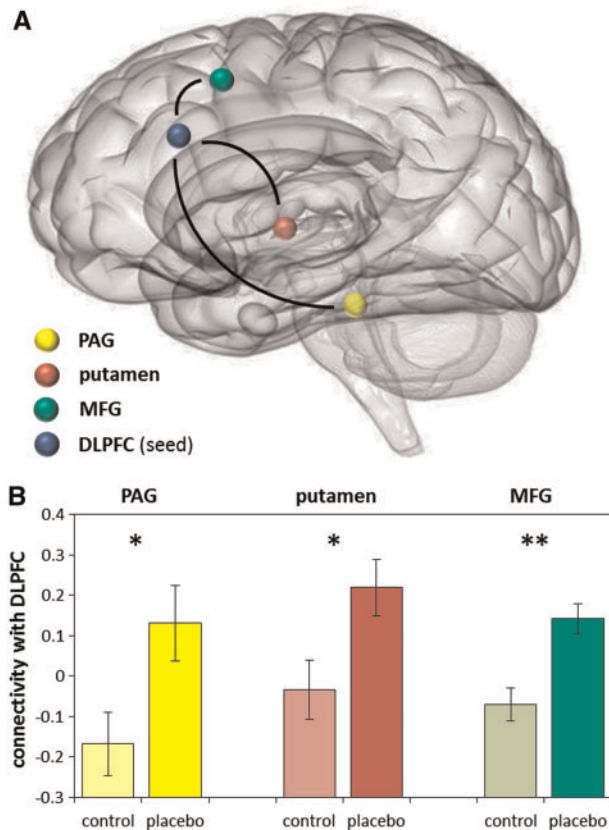 A
PAG
putamen
MFG
DLPFC (seed)
B
PAG putamen MFG
connectivity with DLPFC
0.4
* * **
0.3
0.2
0.1
0
-0.1
-0.2
-0.3
control placebo control placebo control placebo